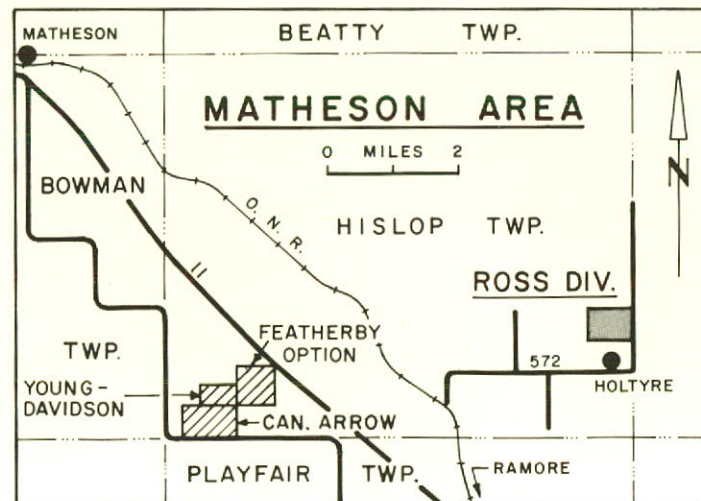 MATHESON
BEATTY TWP.
MATHESON AREA
0 MILES 2
N
BOWMAN
O. N. R.
HISLOP TWP.
11
ROSS DIV.
FEATHERBY
OPTION
TWP.
572
HOLTYRE
YOUNG-
DAVIDSON
CAN. ARROW
PLAYFAIR TWP.
RAMORE